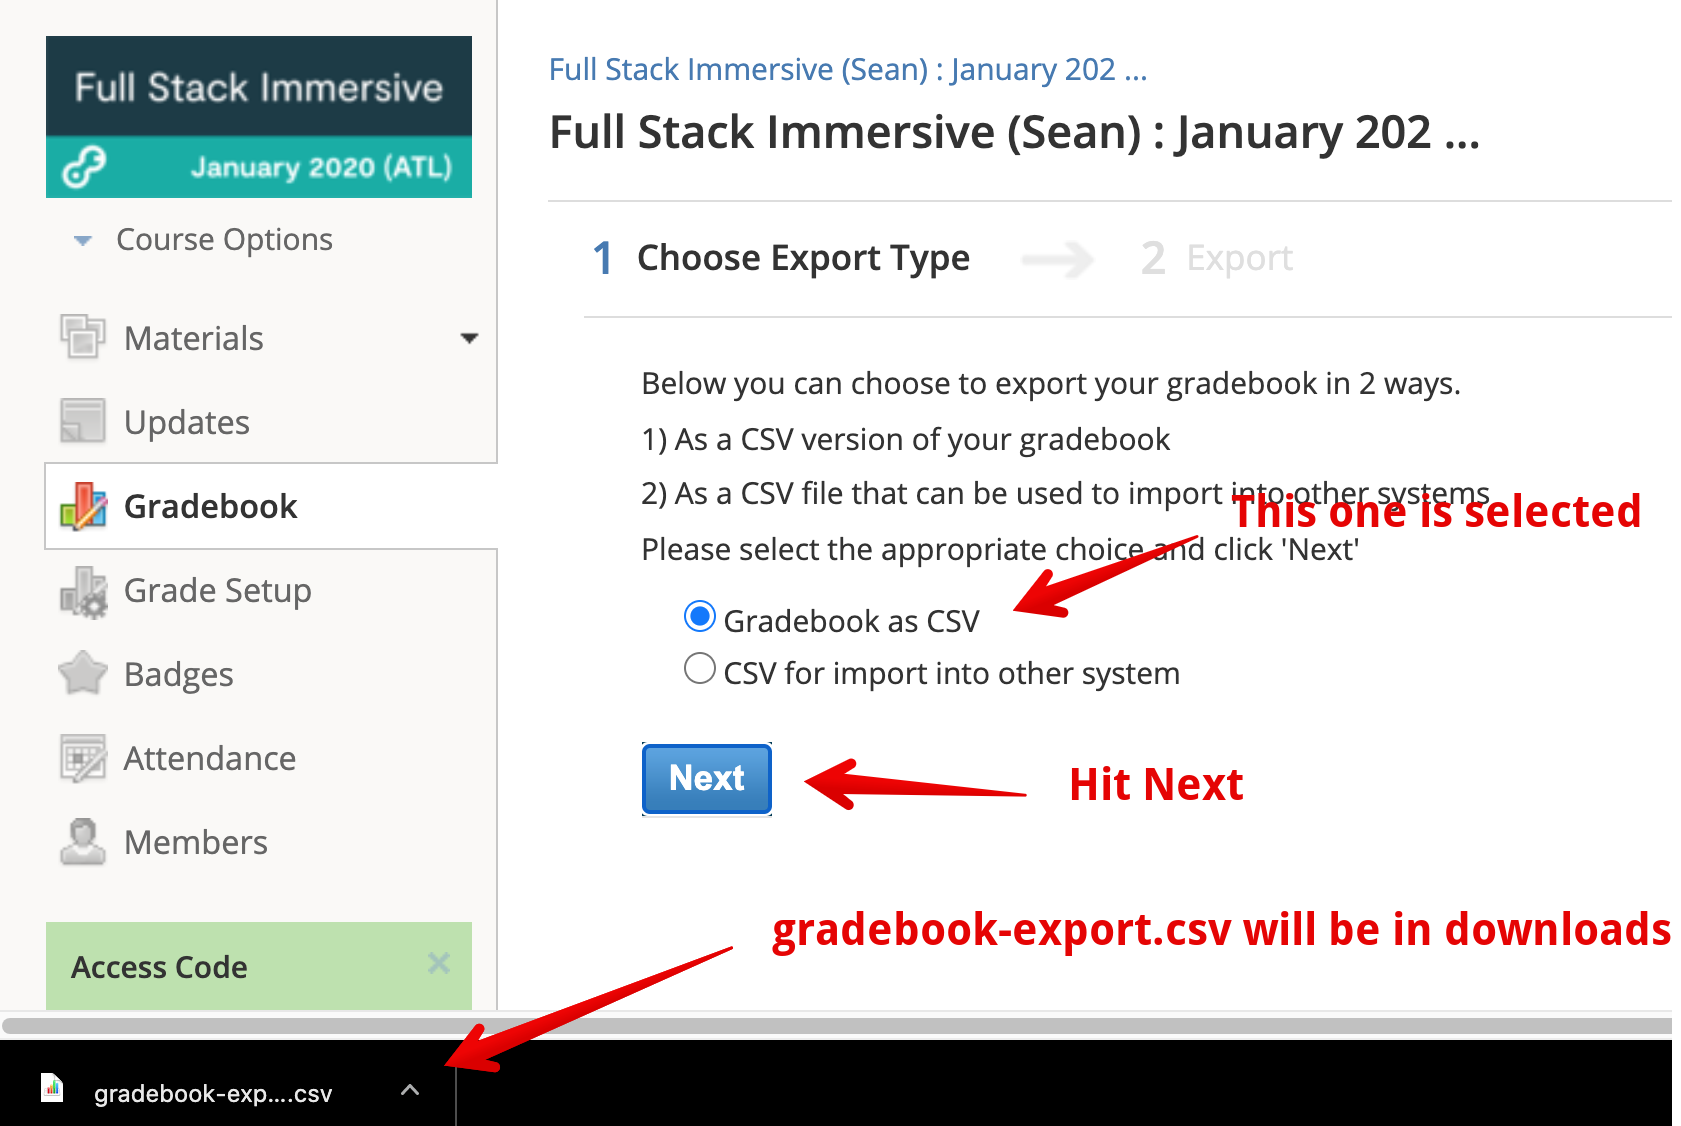 Full Stack Immersive
January 2020 (ATL)
Course Options
Materials
Updates
Gradebook
Grade Setup
Badges
Attendance
Members
Access Code
Full Stack Immersive (Sean) : January 202 ...
Full Stack Immersive (Sean) : January 202 ...
1 Choose Export Type 2 Export
Below you can choose to export your gradebook in 2 ways.
1) As a CSV version of your gradebook
2) As a CSV file that can be used to import into other systems
This one is selected
Please select the appropriate choice and click 'Next'
Gradebook as CSV
CSV for import into other system
Next
Hit Next
gradebook-export.csv will be in downloads
gradebook-exp....csv